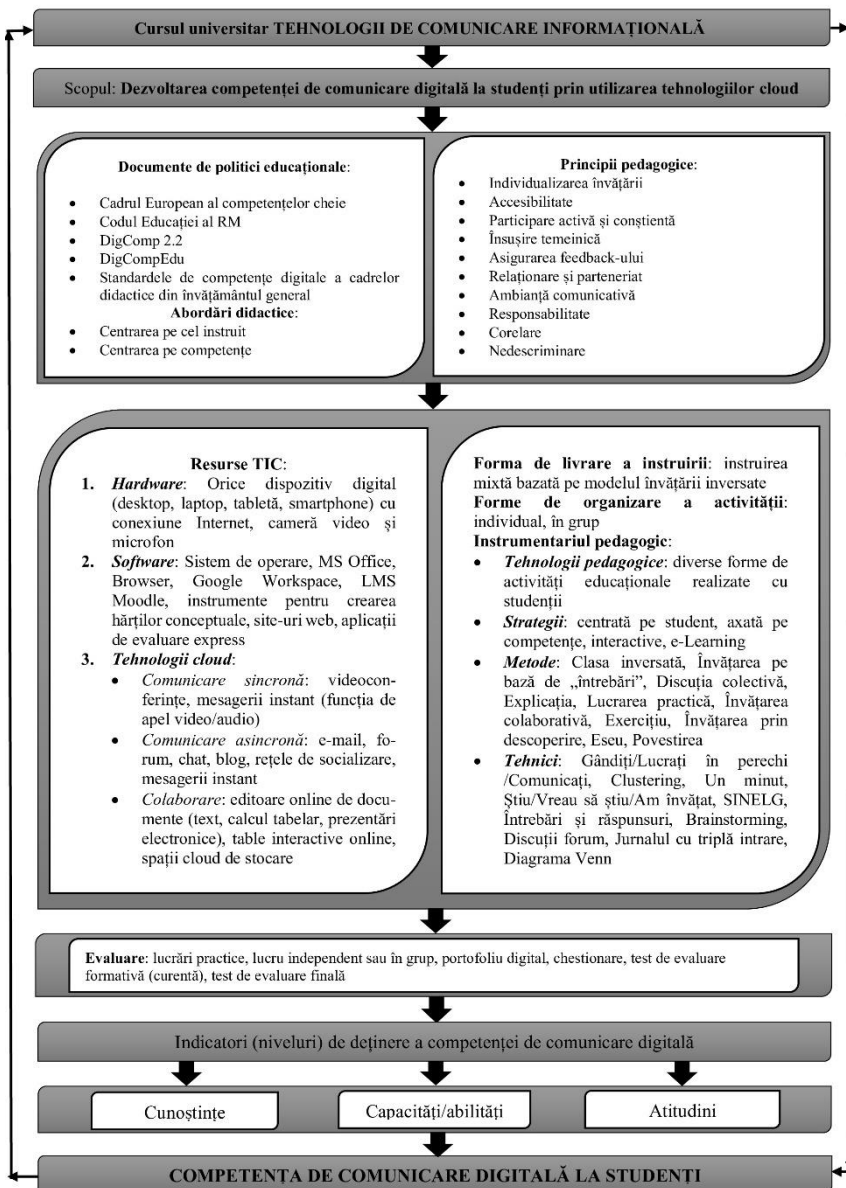 Cursul universitar TEHNOLOGII DE COMUNICARE INFORMAȚIONALĂ
Scopul: Dezvoltarea competenței de comunicare digitală la studenți prin utilizarea tehnologiilor cloud
Documente de politici educaționale:
• Cadrul European al competențelor cheie
• Codul Educației al RM
• DigComp 2.2
• DigCompEdu
• Standardele de competențe digitale a cadrelor
didactice din învățământul general
Abordări didactice:
• Centrarea pe cel instruit
• Centrarea pe competențe
Principii pedagogice:
• Individualizarea învățării
• Accesibilitate
• Participare activă și conștientă
• Însușire temeinică
• Asigurarea feedback-ului
• Relaționare și parteneriat
• Ambianță comunicativă
• Responsabilitate
• Corelare
• Nedescriminare
Resurse TIC:
1. Hardware: Orice dispozitiv digital
(desktop, laptop, tabletă, smartphone) cu
conexiune Internet, cameră video și
microfon
2. Software: Sistem de operare, MS Office,
Browser, Google Workspace, LMS
Moodle, instrumente pentru crearea
hărților conceptuale, site-uri web, aplicații
de evaluare express
3. Tehnologii cloud:
• Comunicare sincronă: videocon-
ferințe, mesagerii instant (funcția de
apel video/audio)
• Comunicare asincronă: e-mail, fo-
rum, chat, blog, rețele de socializare,
mesagerii instant
• Colaborare: editoare online de docu-
mente (text, calcul tabelar, prezentări
electronice), table interactive online,
spații cloud de stocare
Forma de livrare a instruirii: instruirea
mixtă bazată pe modelul învățării inversate
Forme de organizare a activității:
individual, în grup
Instrumentariul pedagogic:
• Tehnologii pedagogice: diverse forme de
activități educaționale realizate cu
studenții
• Strategii: centrată pe student, axată pe
competențe, interactive, e-Learning
• Metode: Clasa inversată, Învățarea pe
bază de „întrebări”, Discuția colectivă,
Explicația, Lucrarea practică, Învățarea
colaborativă, Exercițiu, Învățarea prin
descoperire, Eseu, Povestirea
• Tehnici: Gândiți/Lucrați în perechi
/Comunicați, Clustering, Un minut,
Știu/Vreau să știu/Am învățat, SINELG,
Întrebări și răspunsuri, Brainstorming,
Discuții forum, Jurnalul cu triplă intrare,
Diagrama Venn
Evaluare: lucrări practice, lucru independent sau în grup, portofoliu digital, chestionare, test de evaluare
formativă (curentă), test de evaluare finală
Indicatori (niveluri) de deținere a competenței de comunicare digitală
Cunoștințe
Capacități/abilități
Atitudini
COMPETENȚA DE COMUNICARE DIGITALĂ LA STUDENȚI